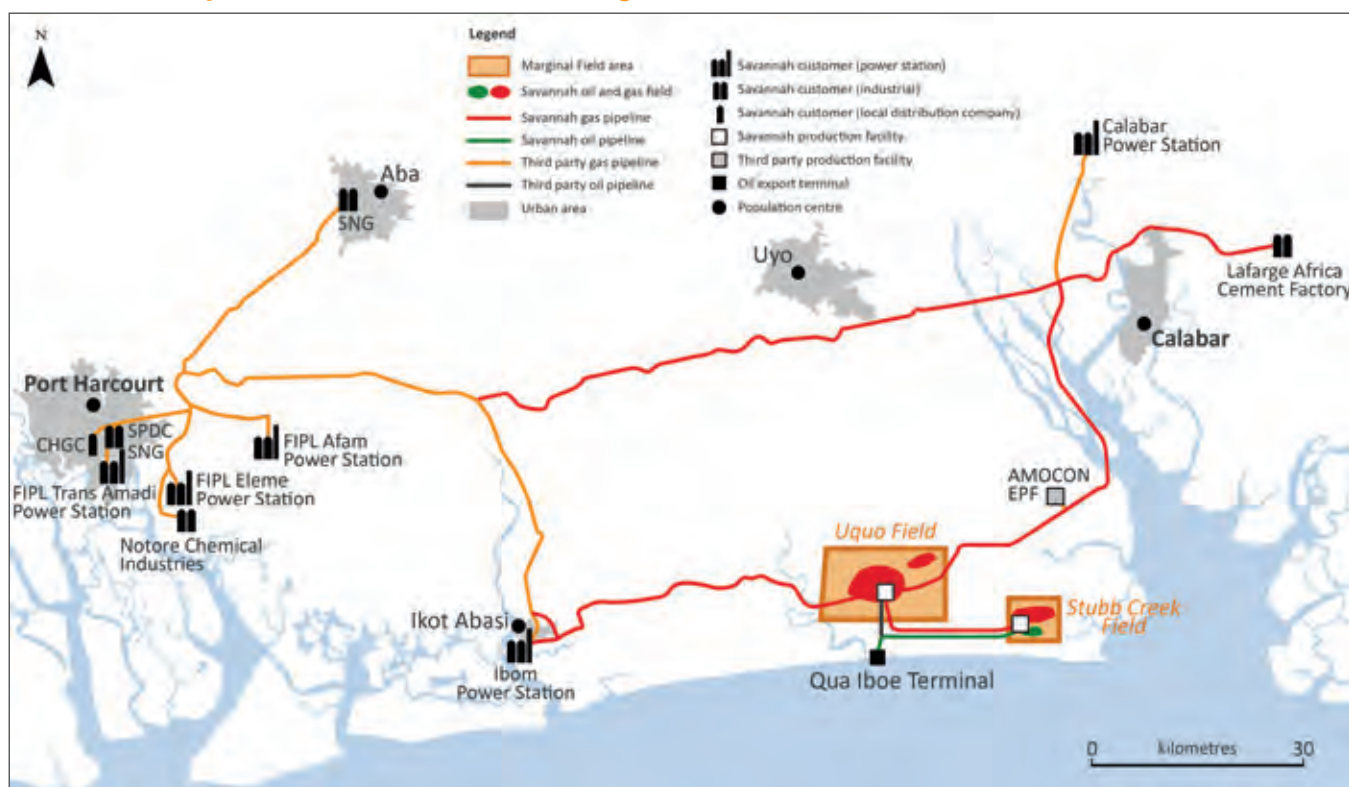 N
Legend
Marginal Field area
Savannah oil and gas field
Savannah gas pipeline
Savannah oil pipeline
Third party gas pipeline
Third party oil pipeline
Urban area
Savannah customer (power station)
Savannah customer (industrial)
Savannah customer (local distribution company)
Savannah production facility
Third party production facility
Oil export terminal
Population centre
Calabar
Power Station
Aba
SNG
Uyo
Lafarge Africa
Cement Factory
Calabar
Port Harcourt
CHGC
SPDC
SNG
FIPL Afam
Power Station
FIPL Trans Amadi
Power Station
FIPL Eleme
Power Station
Notore Chemical
Industries
AMOCON
EPF
Uquo Field
Stubb Creek
Field
Ikot Abasi
Ibom
Power Station
Qua Iboe Terminal
0 kilometres 30